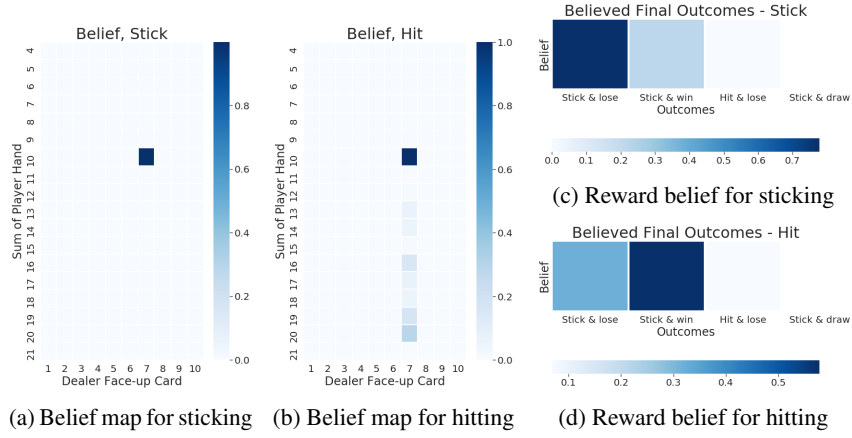 Belief, Stick
Sum of Player Hand
4
5
6
7
8
9
10
11
12
13
14
15
16
17
18
19
20
21
1 2 3 4 5 6 7 8 9 10
Dealer Face-up Card
0.8
0.6
0.4
0.2
0.0
(a) Belief map for sticking
Belief, Hit
Sum of Player Hand
4
5
6
7
8
9
10
11
12
13
14
15
16
17
18
19
20
21
1 2 3 4 5 6 7 8 9 10
Dealer Face-up Card
1.0
0.8
0.6
0.4
0.2
0.0
(b) Belief map for hitting
Believed Final Outcomes - Stick
Belief
Stick & lose Stick & win Hit & lose Stick & draw
Outcomes
0.0 0.1 0.2 0.3 0.4 0.5 0.6 0.7
(c) Reward belief for sticking
Believed Final Outcomes - Hit
Belief
Stick & lose Stick & win Hit & lose Stick & draw
Outcomes
0.1 0.2 0.3 0.4 0.5
(d) Reward belief for hitting